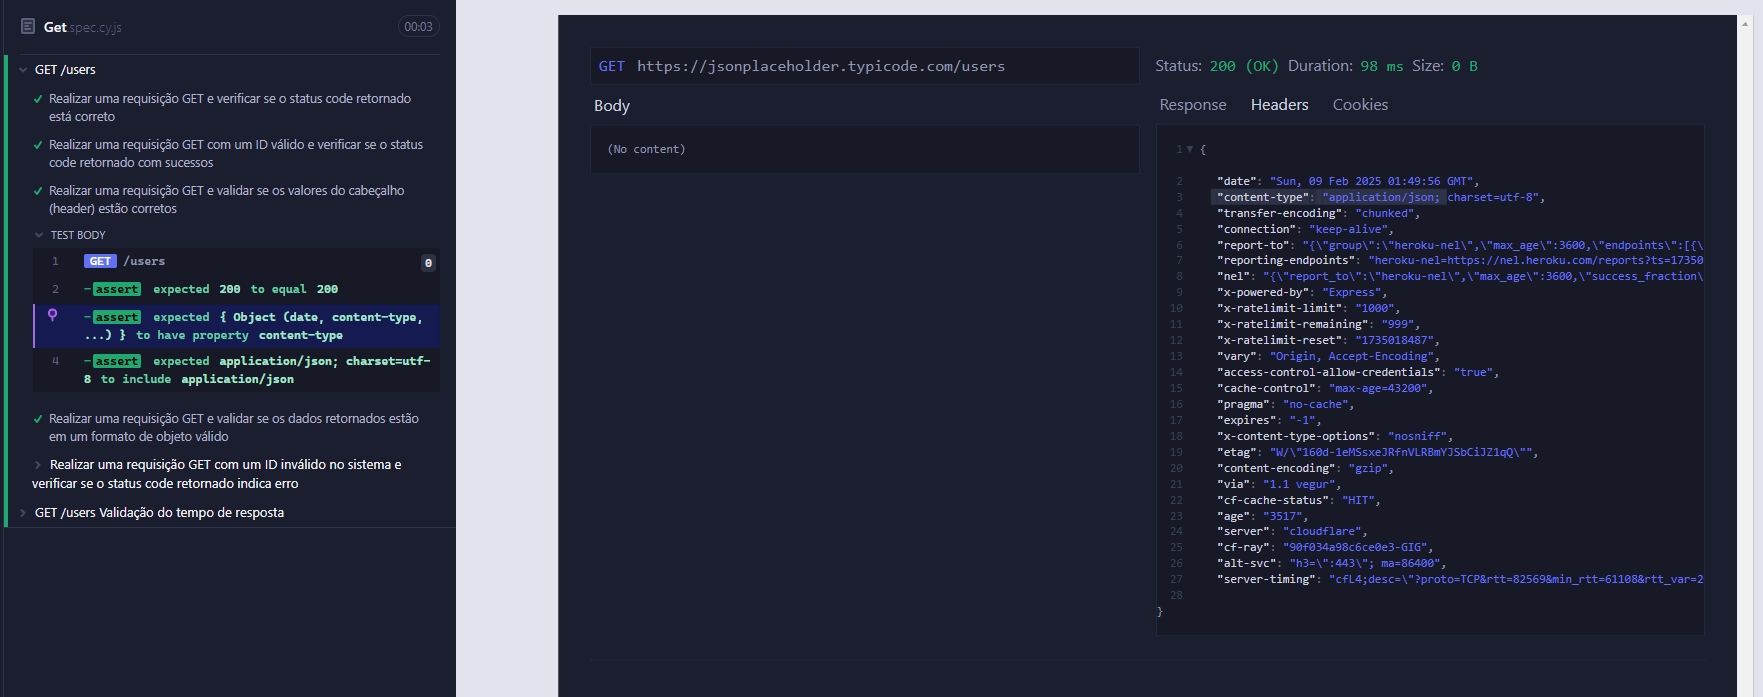 Get.spec.cy.js
00:03
GET /users
Realizar uma requisição GET e verificar se o status code retornado
está correto
Realizar uma requisição GET com um ID válido e verificar se o status
code retornado com sucessos
Realizar uma requisição GET e validar se os valores do cabeçalho
(header) estão corretos
TEST BODY
1 GET /users 0
2 -assert expected 200 to equal 200
-assert expected { Object (date, content-type,
...) } to have property content-type
4 -assert expected application/json; charset=utf-
8 to include application/json
Realizar uma requisição GET e validar se os dados retornados estão
em um formato de objeto válido
Realizar uma requisição GET com um ID inválido no sistema e
verificar se o status code retornado indica erro
GET /users Validação do tempo de resposta
GET https://jsonplaceholder.typicode.com/users
Body
(No content)
Status: 200 (OK) Duration: 98 ms Size: 0 B
Response Headers Cookies
1 {
2 "date": "Sun, 09 Feb 2025 01:49:56 GMT",
3 "content-type": "application/json; charset=utf-8",
4 "transfer-encoding": "chunked",
5 "connection": "keep-alive",
6 "report-to": "{\"group\":\"heroku-nel\",\"max_age\":3600,\"endpoints\":[{\
7 "reporting-endpoints": "heroku-nel=https://nel.heroku.com/reports?ts=17350
8 "nel": "{\"report_to\":\"heroku-nel\",\"max_age\":3600,\"success_fraction\
9 "x-powered-by": "Express",
10 "x-ratelimit-limit": "1000",
11 "x-ratelimit-remaining": "999",
12 "x-ratelimit-reset": "1735018487",
13 "vary": "Origin, Accept-Encoding",
14 "access-control-allow-credentials": "true",
15 "cache-control": "max-age=43200",
16 "pragma": "no-cache",
17 "expires": "-1",
18 "x-content-type-options": "nosniff",
19 "etag": "W/\"160d-1eMSsxeJRfnVLRBmYJSbCiJZ1qQ\"",
20 "content-encoding": "gzip",
21 "via": "1.1 vegur",
22 "cf-cache-status": "HIT",
23 "age": "3517",
24 "server": "cloudflare",
25 "cf-ray": "90f034a98c6ce0e3-GIG",
26 "alt-svc": "h3=\":443\"; ma=86400",
27 "server-timing": "cfL4;desc=\"?proto=TCP&rtt=82569&min_rtt=61108&rtt_var=2
28
}